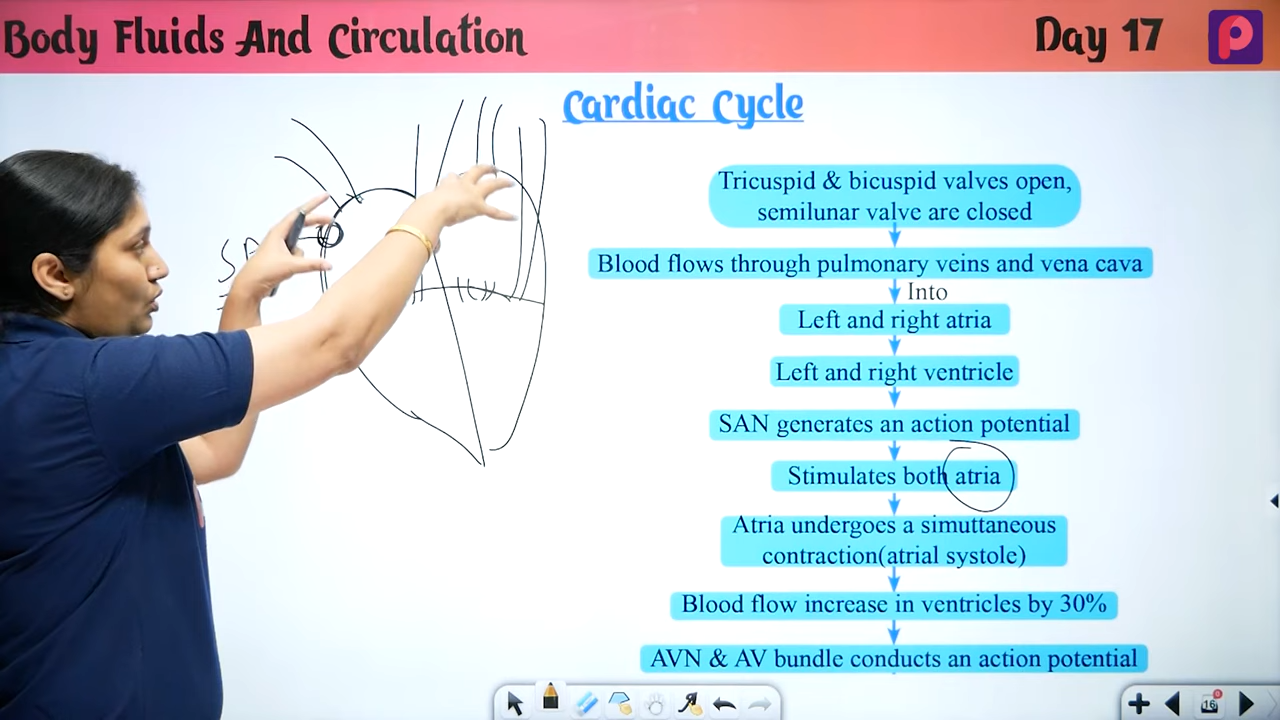 Body Fluids And Circulation
Day 17
Cardiac Cycle
Tricuspid & bicuspid valves open,
semilunar valve are closed
Blood flows through pulmonary veins and vena cava
Into
Left and right atria
Left and right ventricle
SAN generates an action potential
Stimulates both atria
Atria undergoes a simuttaneous
contraction(atrial systole)
Blood flow increase in ventricles by 30%
AVN & AV bundle conducts an action potential
16